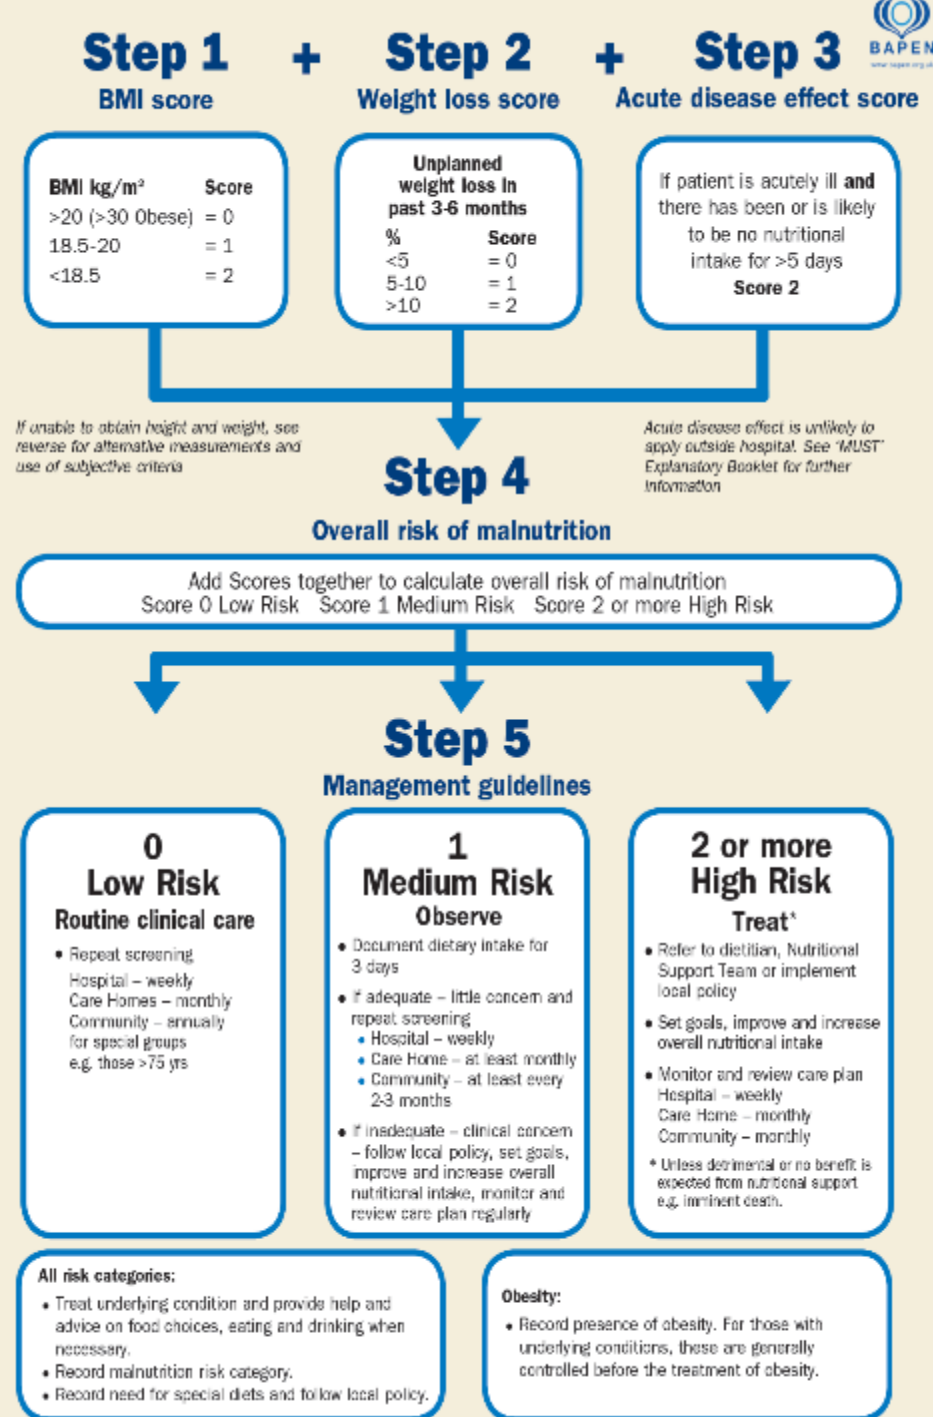 BAPEN
www.bapen.org.uk
Step 1 + Step 2 + Step 3
BMI score
Weight loss score
Acute disease effect score
BMI kg/m² Score
>20 (>30 Obese) = 0
18.5-20 = 1
<18.5 = 2
Unplanned
weight loss in
past 3-6 months
% Score
<5 = 0
5-10 = 1
>10 = 2
If patient is acutely ill and
there has been or is likely
to be no nutritional
intake for >5 days
Score 2
If unable to obtain height and weight, see
reverse for alternative measurements and
use of subjective criteria
Acute disease effect is unlikely to
apply outside hospital. See 'MUST'
Explanatory Booklet for further
information
Step 4
Overall risk of malnutrition
Add Scores together to calculate overall risk of malnutrition
Score 0 Low Risk Score 1 Medium Risk Score 2 or more High Risk
Step 5
Management guidelines
0
Low Risk
Routine clinical care
• Repeat screening
Hospital – weekly
Care Homes – monthly
Community – annually
for special groups
e.g. those >75 yrs
1
Medium Risk
Observe
• Document dietary intake for
3 days
• If adequate – little concern and
repeat screening
• Hospital – weekly
• Care Home – at least monthly
• Community – at least every
2-3 months
• If inadequate – clinical concern
– follow local policy, set goals,
improve and increase overall
nutritional intake, monitor and
review care plan regularly
2 or more
High Risk
Treat*
• Refer to dietitian, Nutritional
Support Team or implement
local policy
• Set goals, improve and increase
overall nutritional intake
• Monitor and review care plan
Hospital – weekly
Care Home – monthly
Community – monthly
* Unless detrimental or no benefit is
expected from nutritional support
e.g. imminent death.
All risk categories:
• Treat underlying condition and provide help and
advice on food choices, eating and drinking when
necessary.
• Record malnutrition risk category.
• Record need for special diets and follow local policy.
Obesity:
• Record presence of obesity. For those with
underlying conditions, these are generally
controlled before the treatment of obesity.